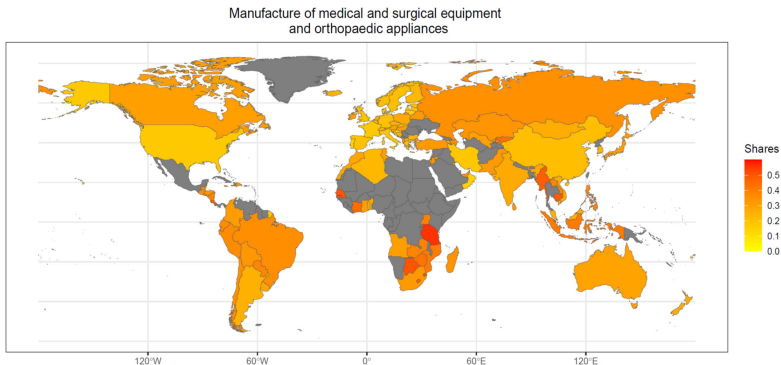 Manufacture of medical and surgical equipment
and orthopaedic appliances
Shares
0.5
0.4
0.3
0.2
0.1
0.0
120°W
60°W
0°
60°E
120°E